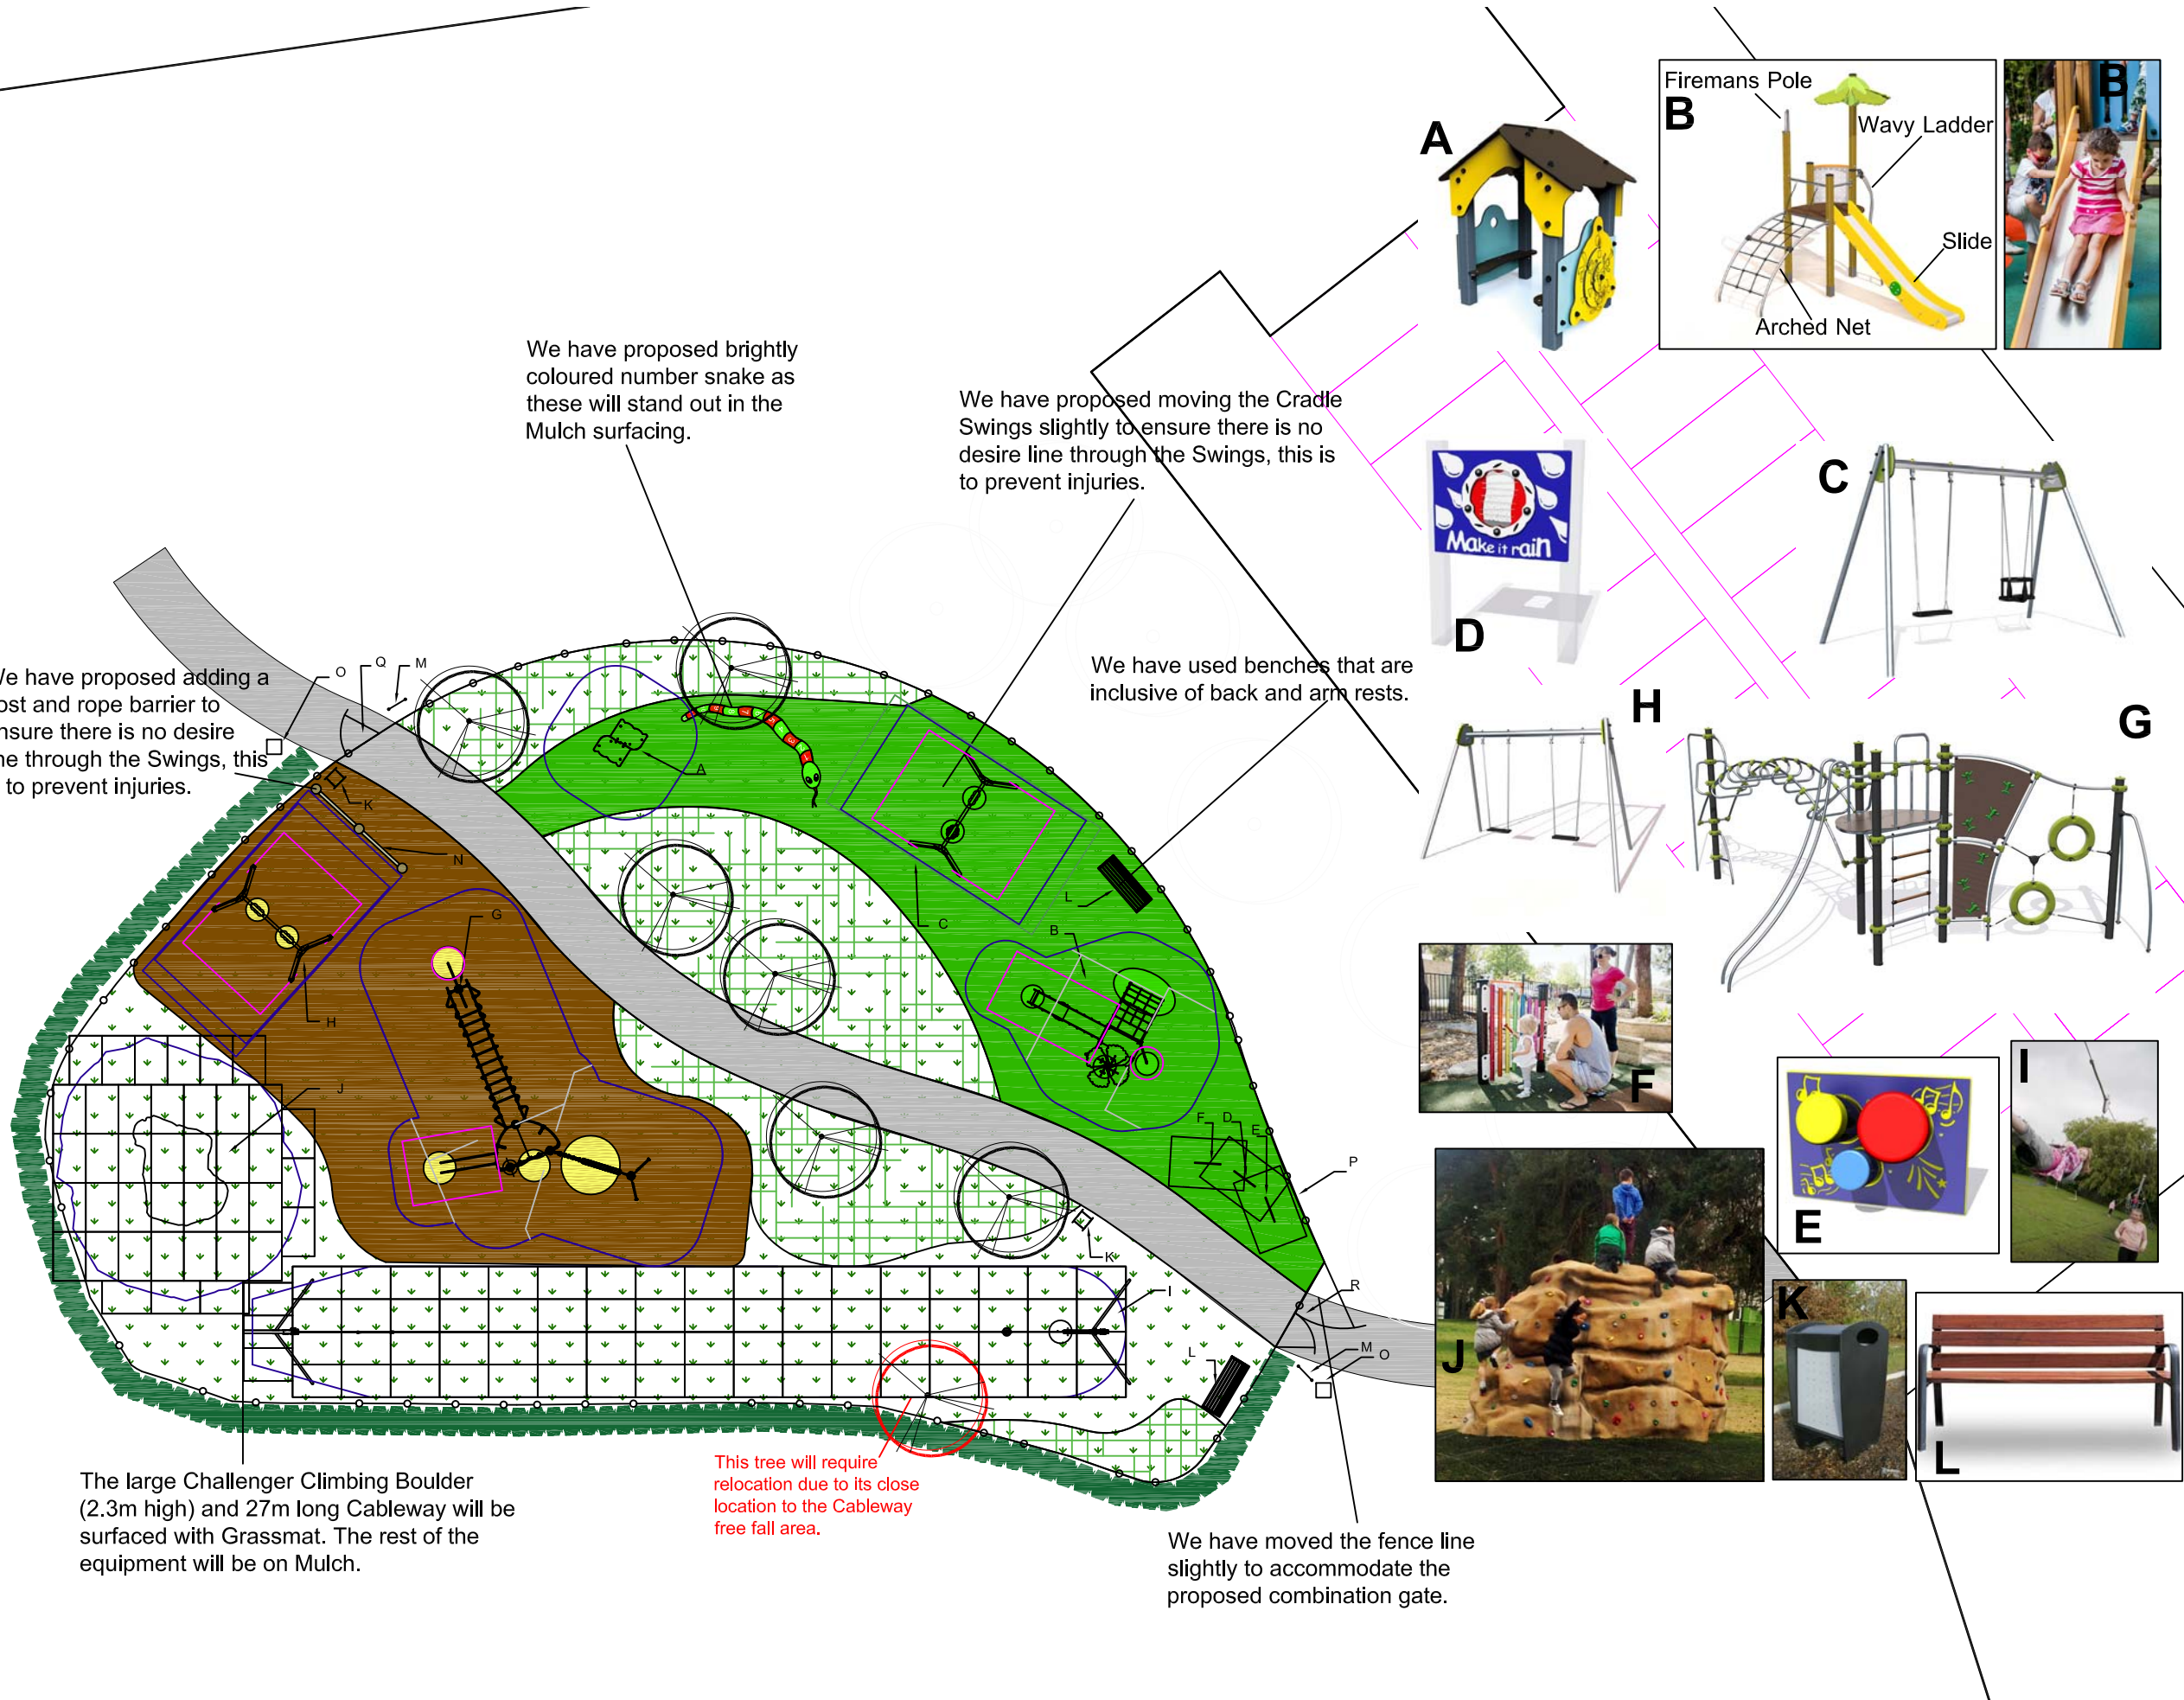 Firemans Pole
B
Wavy Ladder
Slide
Arched Net
B
A
We have proposed brightly
coloured number snake as
these will stand out in the
Mulch surfacing.
We have proposed moving the Cradle
Swings slightly to ensure there is no
desire line through the Swings, this is
to prevent injuries.
Make it rain
D
C
We have used benches that are
inclusive of back and arm rests.
We have proposed adding a
ost and rope barrier to
nsure there is no desire
ne through the Swings, this
to prevent injuries.
O
Q
M
H
G
A
K
N
G
C
L
B
H
J
F
D
E
P
F
E
I
K
I
R
M
O
L
J
K
L
The large Challenger Climbing Boulder
(2.3m high) and 27m long Cableway will be
surfaced with Grassmat. The rest of the
equipment will be on Mulch.
This tree will require
relocation due to its close
location to the Cableway
free fall area.
We have moved the fence line
slightly to accommodate the
proposed combination gate.